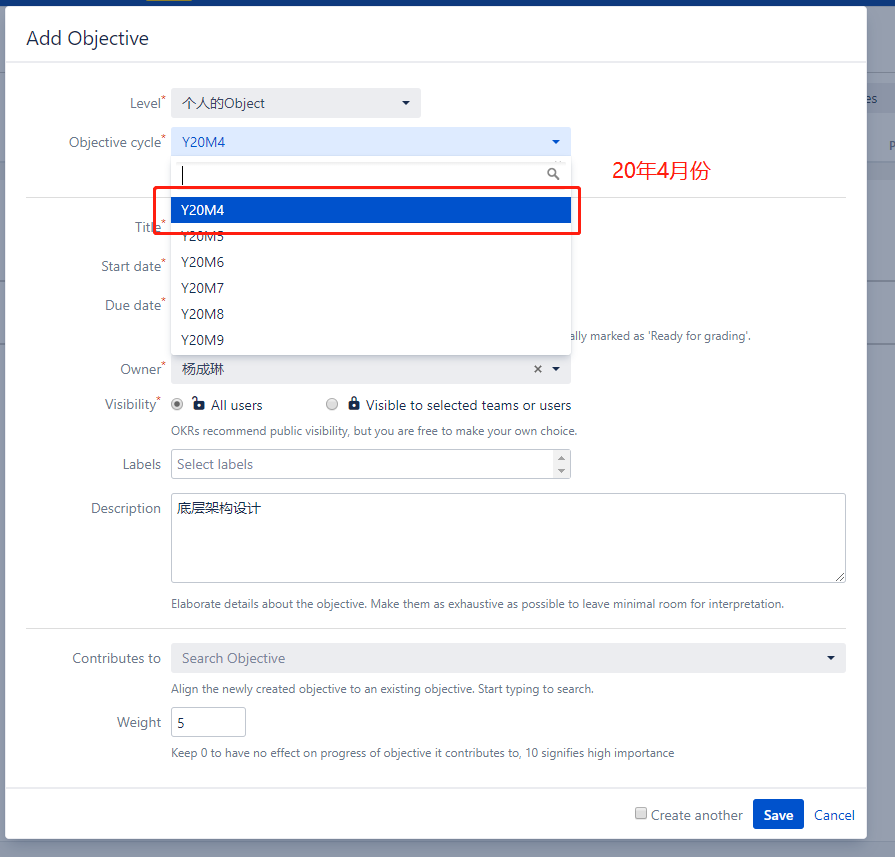 Add Objective
Level*
个人的Object
es
Objective cycle*
Y20M4
20年4月份
Y20M4
Title*
Y20M5
Start date*
Y20M6
Y20M7
Due date*
Y20M8
ally marked as 'Ready for grading'.
Y20M9
Owner*
杨成琳
Visibility*
All users
Visible to selected teams or users
OKRs recommend public visibility, but you are free to make your own choice.
Labels
Select labels
Description
底层架构设计
Elaborate details about the objective. Make them as exhaustive as possible to leave minimal room for interpretation.
Contributes to
Search Objective
Align the newly created objective to an existing objective. Start typing to search.
Weight
5
Keep 0 to have no effect on progress of objective it contributes to, 10 signifies high importance
Create another
Save
Cancel